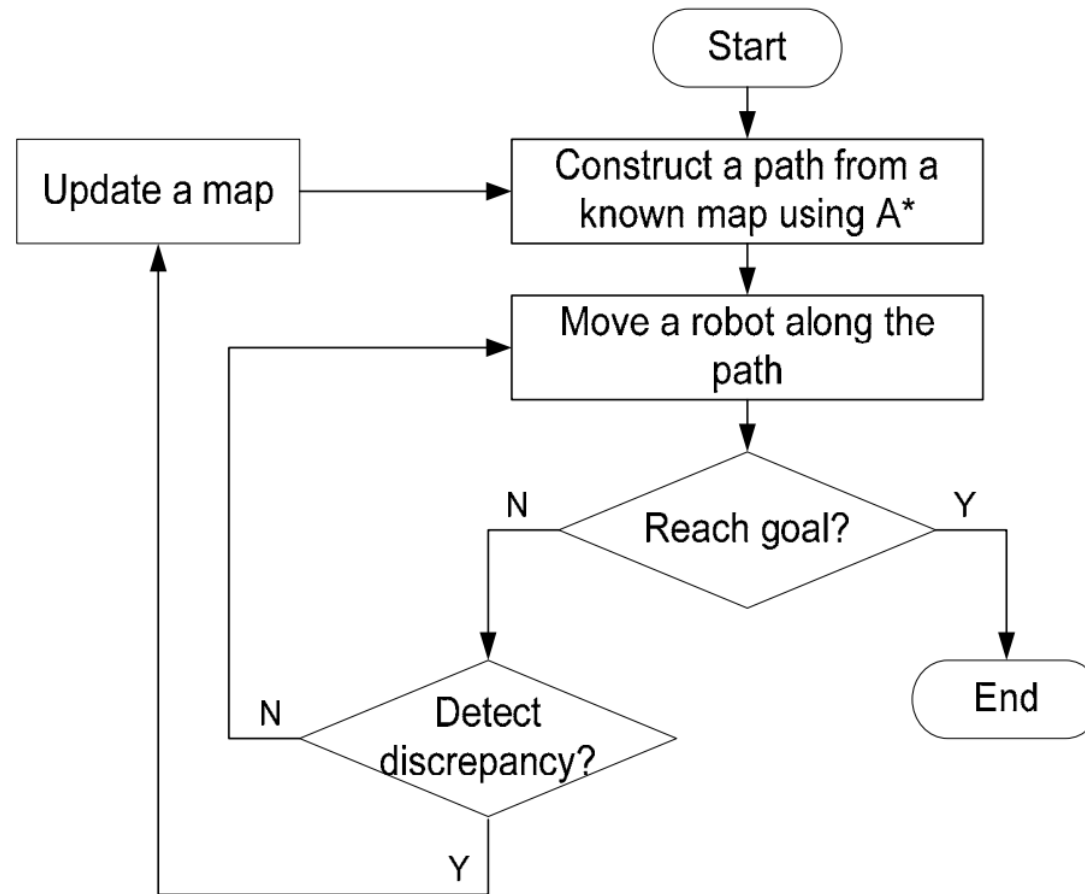 Start
Update a map
Construct a path from a
known map using A*
Move a robot along the
path
N
Reach goal?
Y
N
Detect
discrepancy?
End
Y